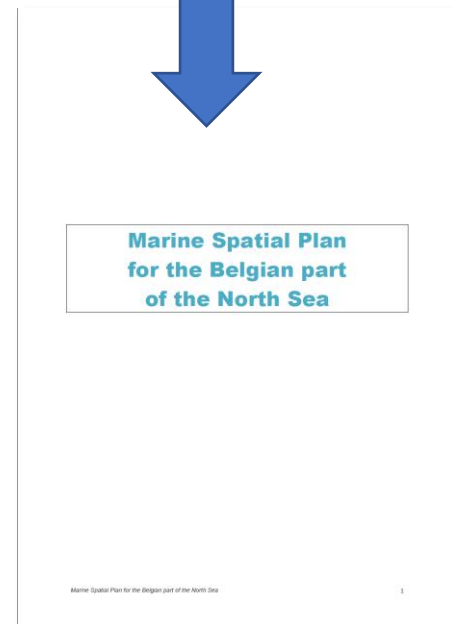 Marine Spatial Plan
for the Belgian part
of the North Sea
Marine Spatial Plan for the Belgian part of the North Sea 1